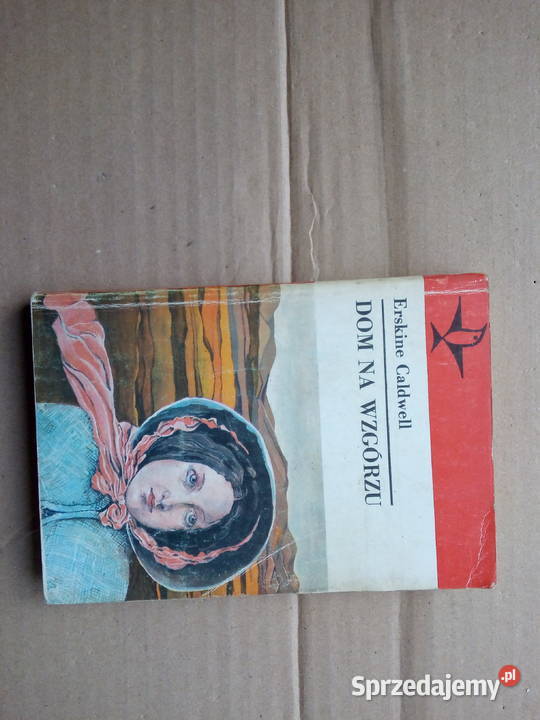 Erskine Caldwell
DOM NA WZGÓRZU
Sprzedajemy.pl